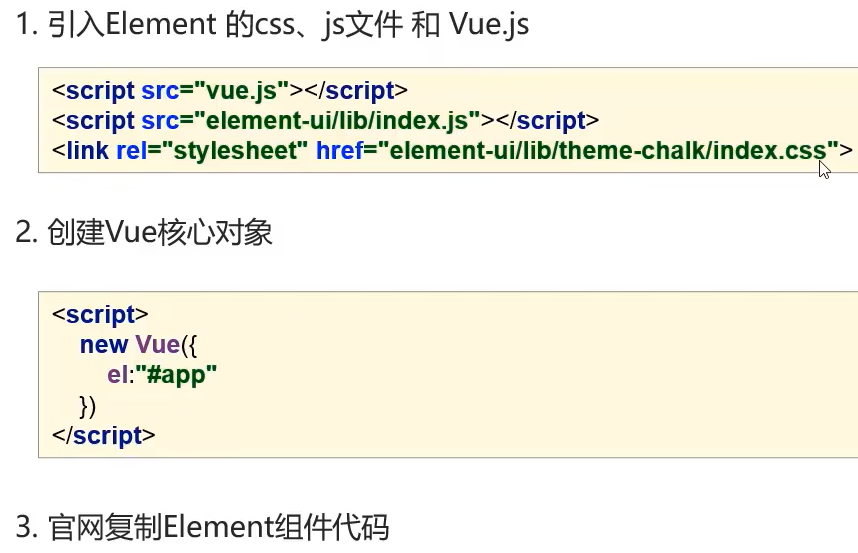 1. 引入Element 的css、js文件 和 Vue.js
<script src="vue.js"></script>
<script src="element-ui/lib/index.js"></script>
<link rel="stylesheet" href="element-ui/lib/theme-chalk/index.css">
2. 创建Vue核心对象
<script>
new Vue({
el:"#app"
})
</script>
3. 官网复制Element组件代码